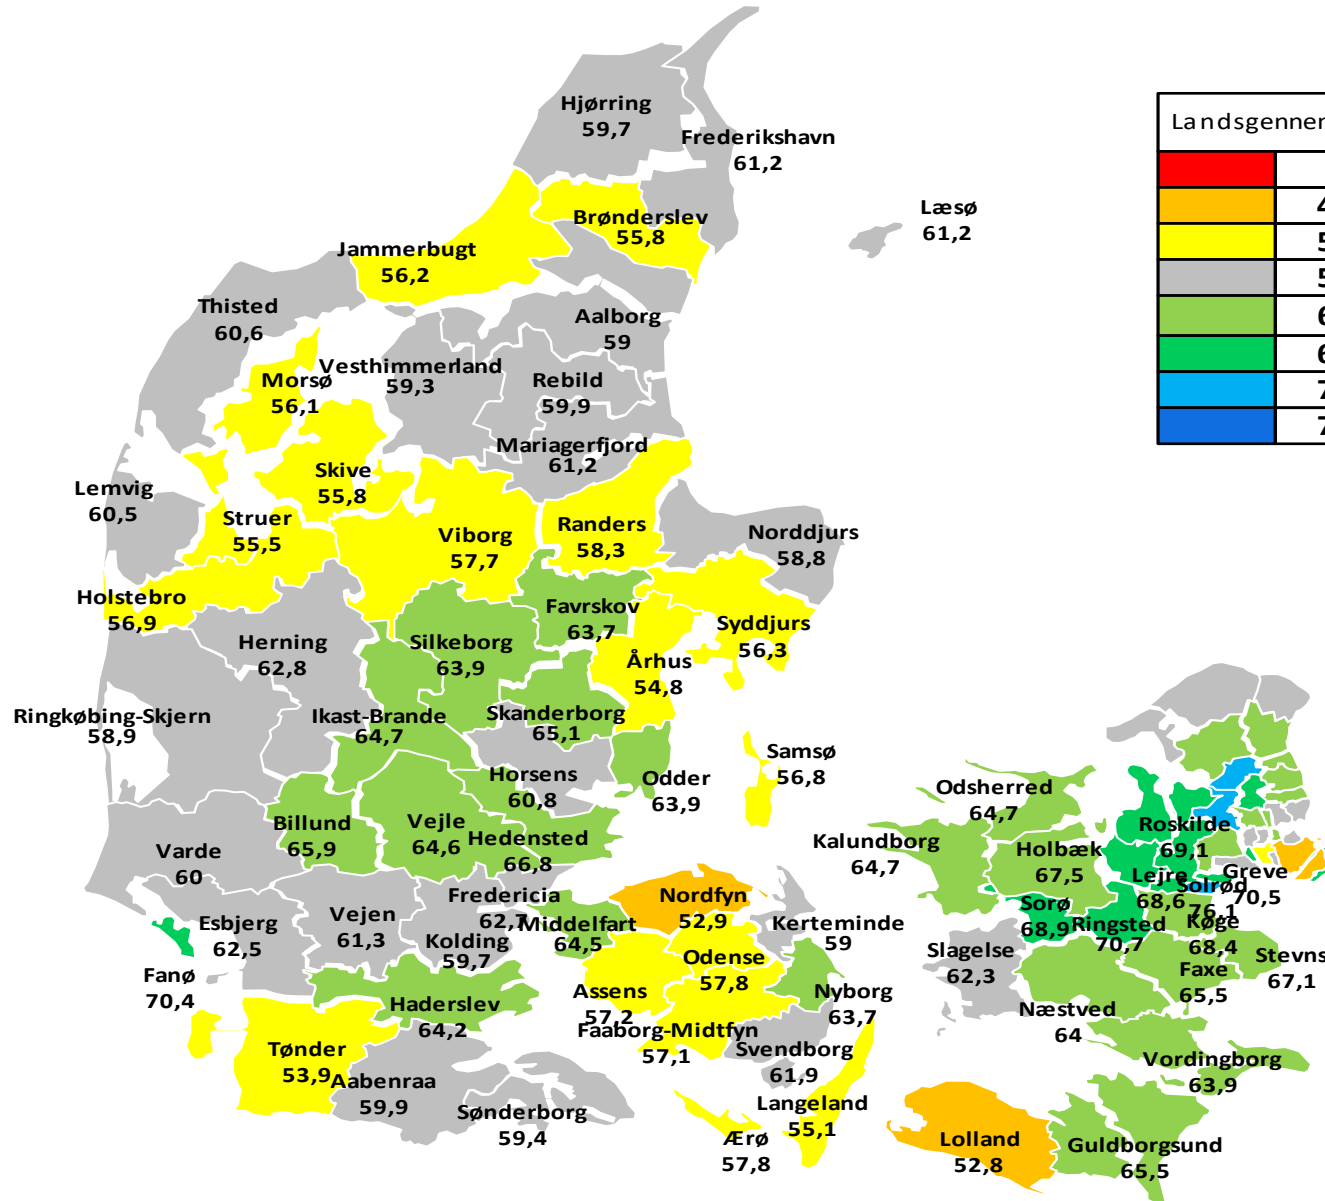 Hjørring
59,7
Frederikshavn
61,2
Landsgennem
Læsø
61,2
Brønderslev
55,8
Jammerbugt
56,2
Thisted
60,6
Aalborg
59
Vesthimmerland
59,3
Morsø
56,1
Rebild
59,9
Mariagerfjord
61,2
Skive
55,8
Lemvig
60,5
Struer
55,5
Viborg
57,7
Randers
58,3
Norddjurs
58,8
Holstebro
56,9
Favrskov
63,7
Syddjurs
56,3
Herning
62,8
Silkeborg
63,9
Århus
54,8
Ringkøbing-Skjern
58,9
Ikast-Brande
64,7
Skanderborg
65,1
Samsø
56,8
Horsens
60,8
Odder
63,9
Odsherred
64,7
Billund
65,9
Vejle
64,6
Hedensted
66,8
Kalundborg
64,7
Roskilde
69,1
Holbæk
67,5
Varde
60
Lejre
68,6
Greve
70,5
Solrød
76,1
Fredericia
62,7
Nordfyn
52,9
Sorø
68,9
Ringsted
70,7
Køge
68,4
Esbjerg
62,5
Vejen
61,3
Kolding
59,7
Middelfart
64,5
Kerteminde
59
Slagelse
62,3
Stevns
67,1
Fanø
70,4
Odense
57,8
Faxe
65,5
Haderslev
64,2
Assens
57,2
Nyborg
63,7
Næstved
64
Faaborg-Midtfyn
57,1
Svendborg
61,9
Tønder
53,9
Vordingborg
63,9
Aabenraa
59,9
Sønderborg
59,4
Langeland
55,1
Ærø
57,8
Lolland
52,8
Guldborgsund
65,5